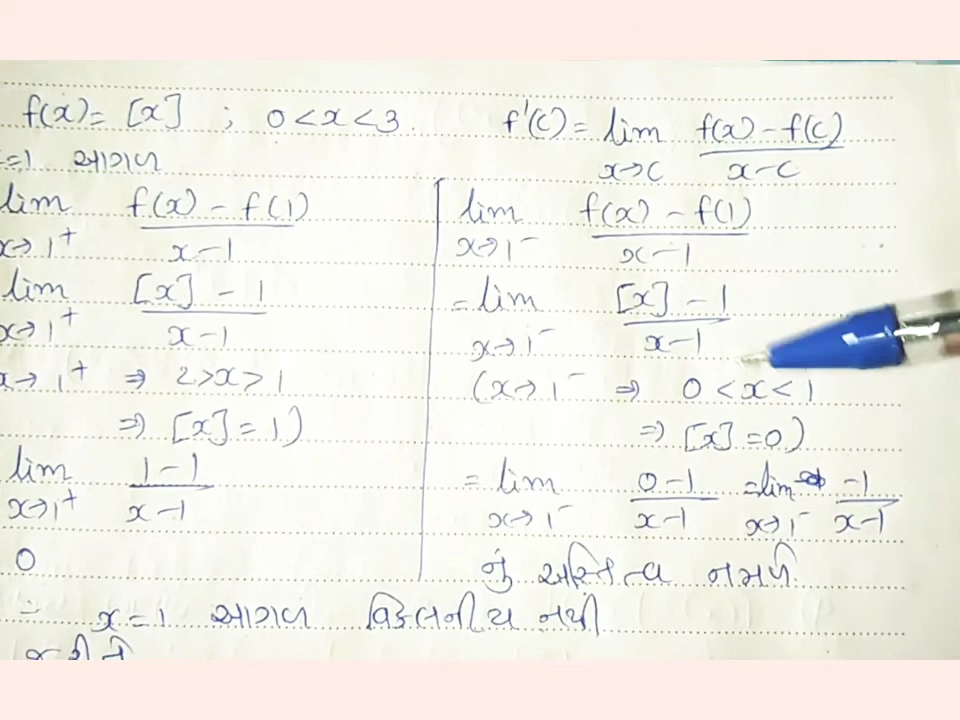 f(x) = [x] ; 0 < x < 3
f'(c) = lim x→c f(x) – f(c) / x – c
=1 આગળ
lim x→1⁺ f(x) – f(1) / x – 1
lim x→1⁺ [x] – 1 / x – 1
x→1⁺ ⇒ 2 > x > 1
⇒ [x] = 1)
lim x→1⁺ 1 – 1 / x – 1
0
lim x→1⁻ f(x) – f(1) / x – 1
= lim x→1⁻ [x] – 1 / x – 1
(x→1⁻ ⇒ 0 < x < 1
⇒ [x] = 0)
= lim x→1⁻ 0 – 1 / x – 1 = lim x→1⁻ –1 / x – 1
નું અસ્તિત્વ નમળે.
x = 1 આગળ વિકલનીય નથી